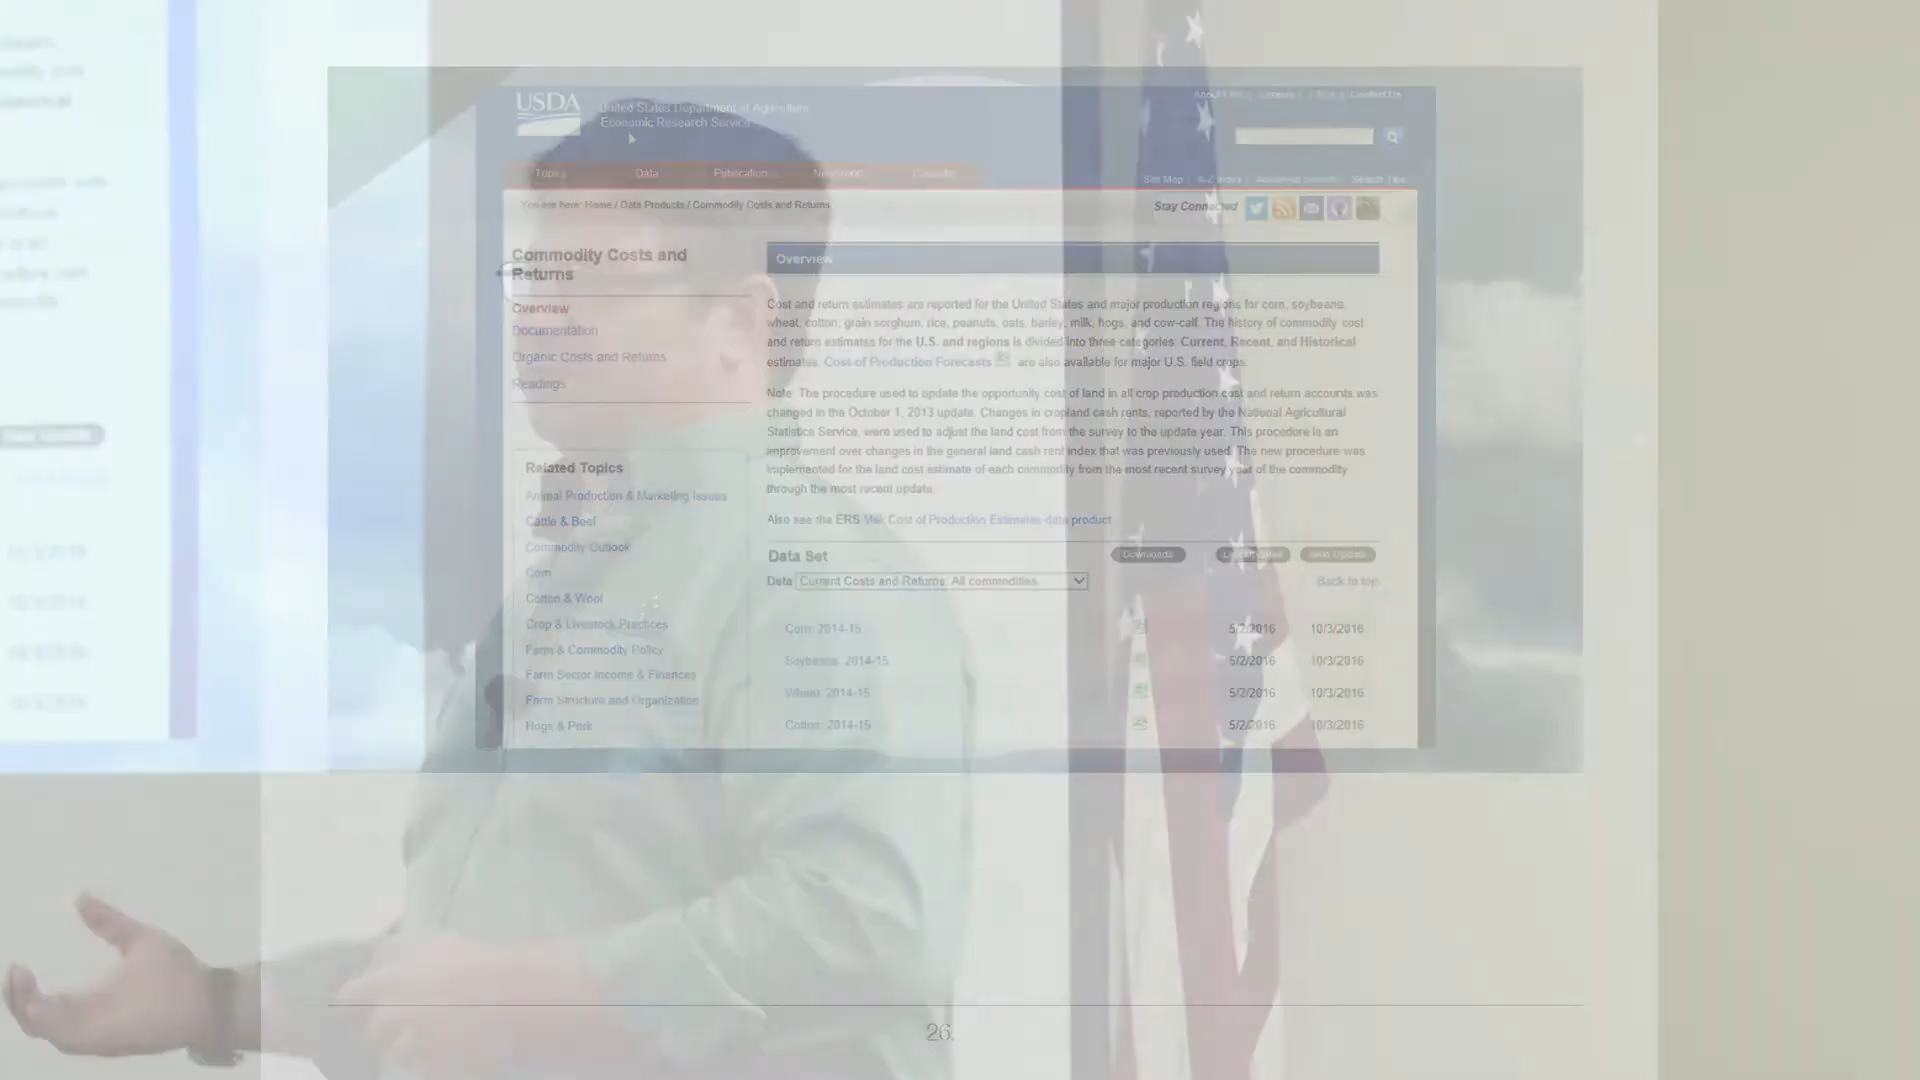 USDA
United States Department of Agriculture
Economic Research Service
Contact Us
Topics
Data
Publications
Newsroom
Calendar
Site Map
A-Z Index
Advanced Search
Search Tips
You are here: Home / Data Products / Commodity Costs and Returns
Stay Connected
Commodity Costs and
Returns
Overview
Documentation
Organic Costs and Returns
Readings
Related Topics
Animal Production & Marketing Issues
Cattle & Beef
Commodity Outlook
Corn
Cotton & Wool
Crop & Livestock Practices
Farm & Commodity Policy
Farm Sector Income & Finances
Farm Structure and Organization
Hogs & Pork
Overview
Cost and return estimates are reported for the United States and major production regions for corn, soybeans,
wheat, cotton, grain sorghum, rice, peanuts, oats, barley, milk, hogs, and cow-calf. The history of commodity cost
and return estimates for the U.S. and regions is divided into three categories: Current, Recent, and Historical
estimates. Cost of Production Forecasts are also available for major U.S. field crops.
Note: The procedure used to update the opportunity cost of land in all crop production cost and return accounts was
changed in the October 1, 2013 update. Changes in cropland cash rents, reported by the National Agricultural
Statistics Service, were used to adjust the land cost from the survey to the update year. This procedure is an
improvement over changes in the general land cash rent index that was previously used. The new procedure was
implemented for the land cost estimate of each commodity from the most recent survey year of the commodity
through the most recent update.
Also see the ERS Milk Cost of Production Estimates data product
Data Set
Downloads
Last Updated
Next Update
Data
Current Costs and Returns: All commodities
Back to top
Corn: 2014-15 5/2/2016 10/3/2016
Soybeans: 2014-15 5/2/2016 10/3/2016
Wheat: 2014-15 5/2/2016 10/3/2016
Cotton: 2014-15 5/2/2016 10/3/2016
26